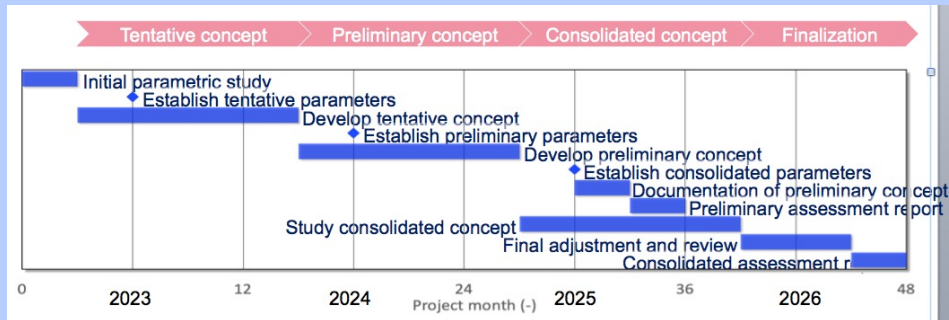 Tentative concept
Preliminary concept
Consolidated concept
Finalization
Initial parametric study
Establish tentative parameters
Develop tentative concept
Establish preliminary parameters
Develop preliminary concept
Establish consolidated parameters
Documentation of preliminary concept
Preliminary assessment report
Study consolidated concept
Final adjustment and review
Consolidated assessment r
0 12 24 36 48
2023 2024 2025 2026
Project month (-)